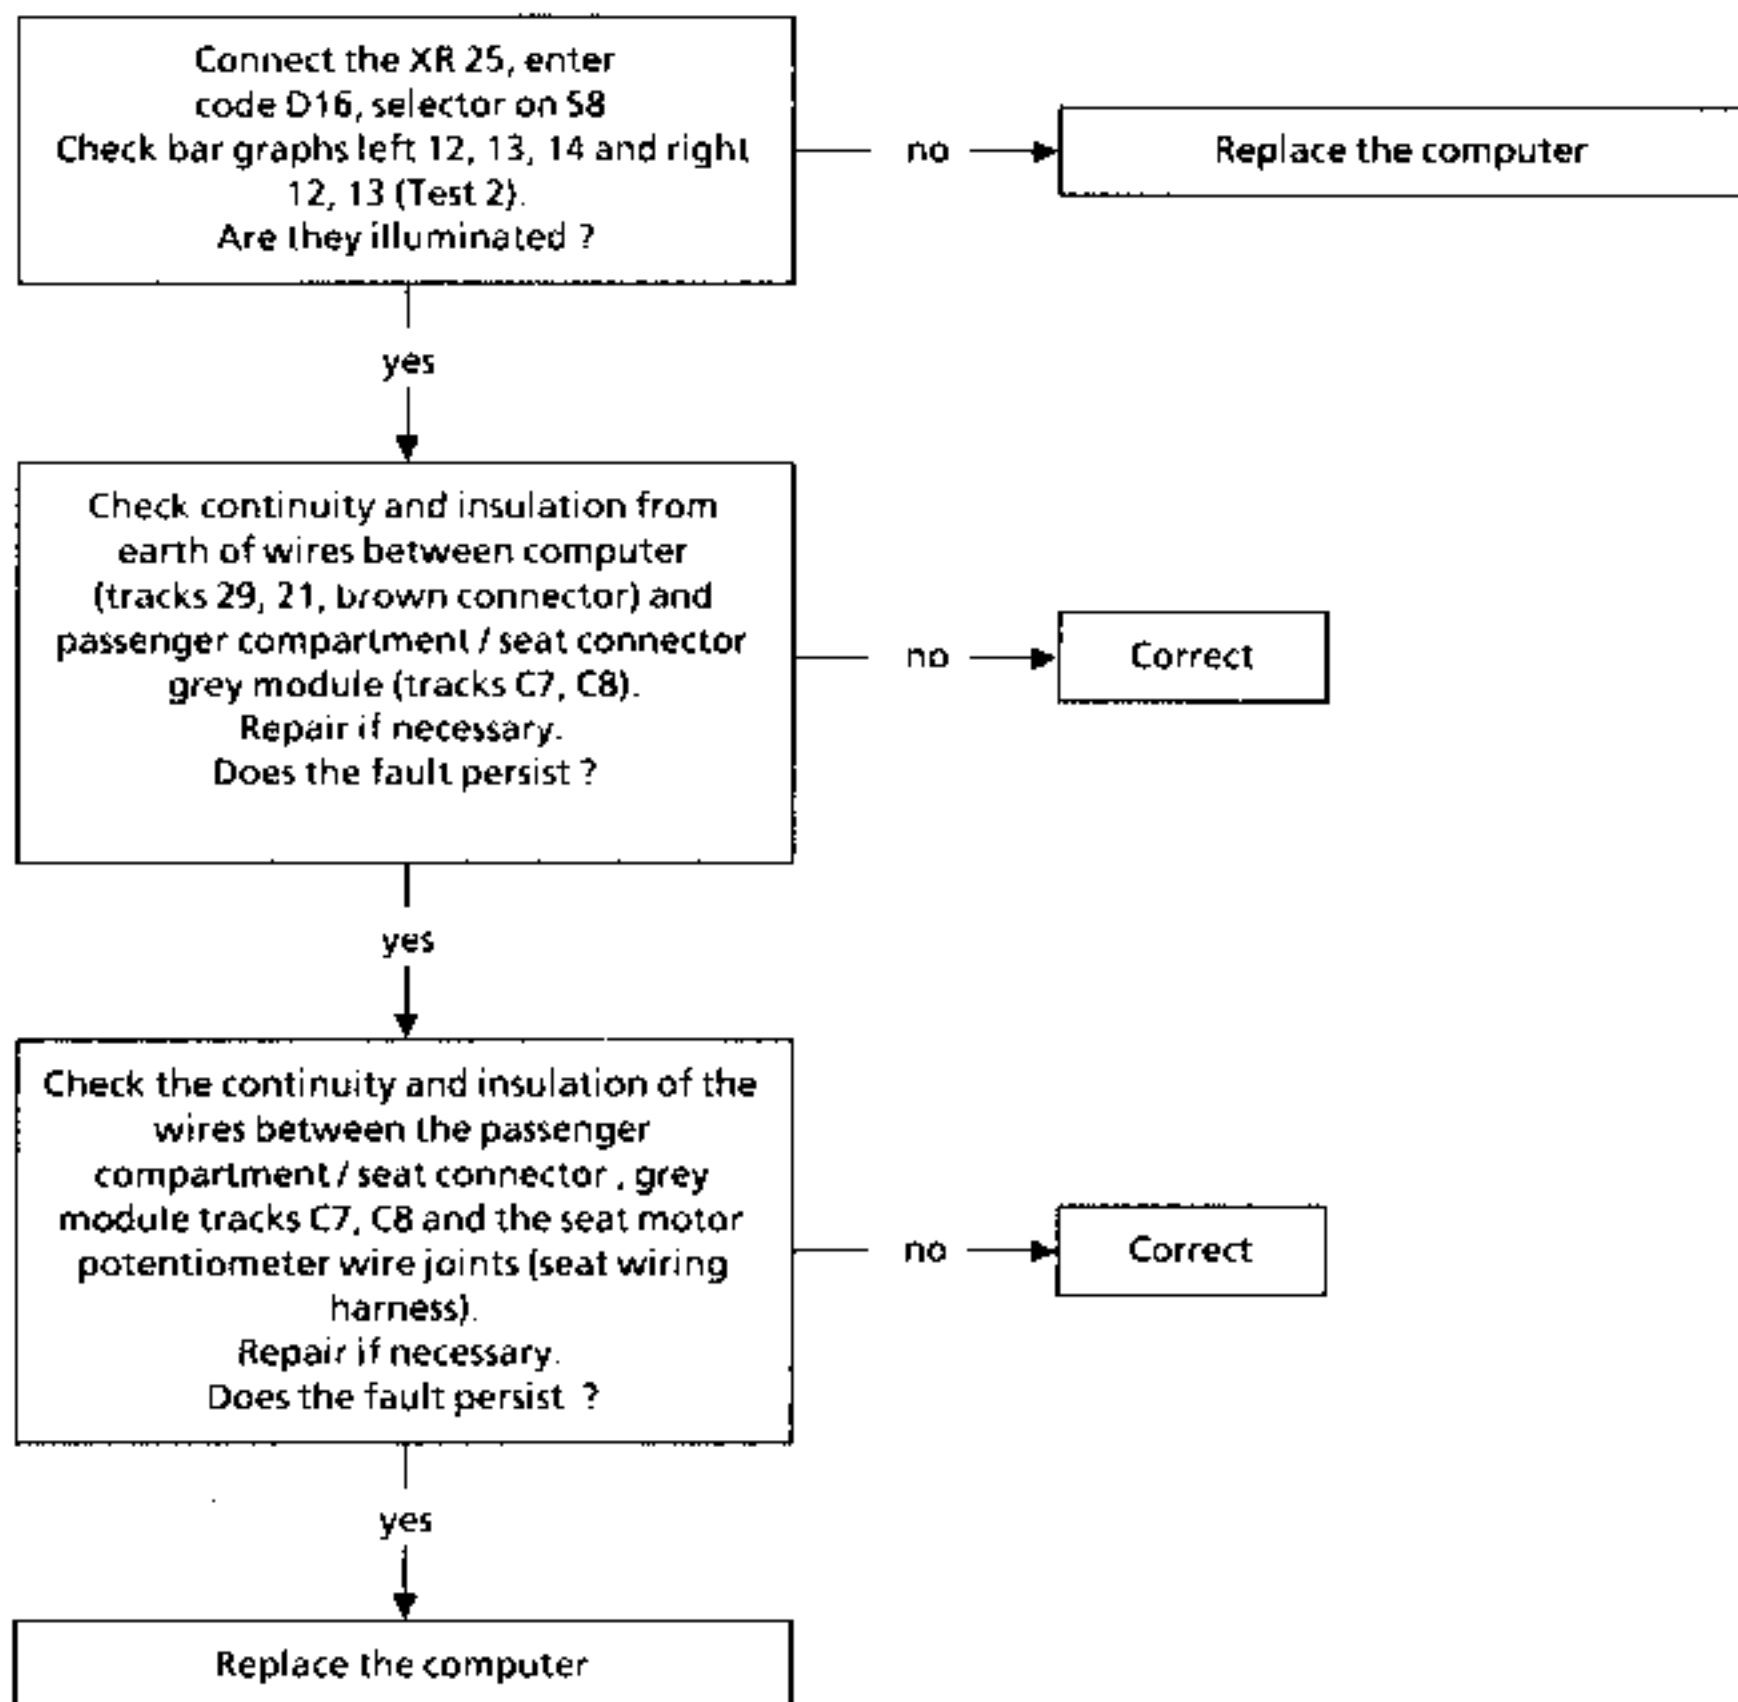 Connect the XR 25, enter
code D16, selector on S8
Check bar graphs left 12, 13, 14 and right
12, 13 (Test 2).
Are they illuminated ?
no
Replace the computer
yes
Check continuity and insulation from
earth of wires between computer
(tracks 29, 21, brown connector) and
passenger compartment / seat connector
grey module (tracks C7, C8).
Repair if necessary.
Does the fault persist ?
no
Correct
yes
Check the continuity and insulation of the
wires between the passenger
compartment / seat connector , grey
module tracks C7, C8 and the seat motor
potentiometer wire joints (seat wiring
harness).
Repair if necessary.
Does the fault persist ?
no
Correct
yes
Replace the computer